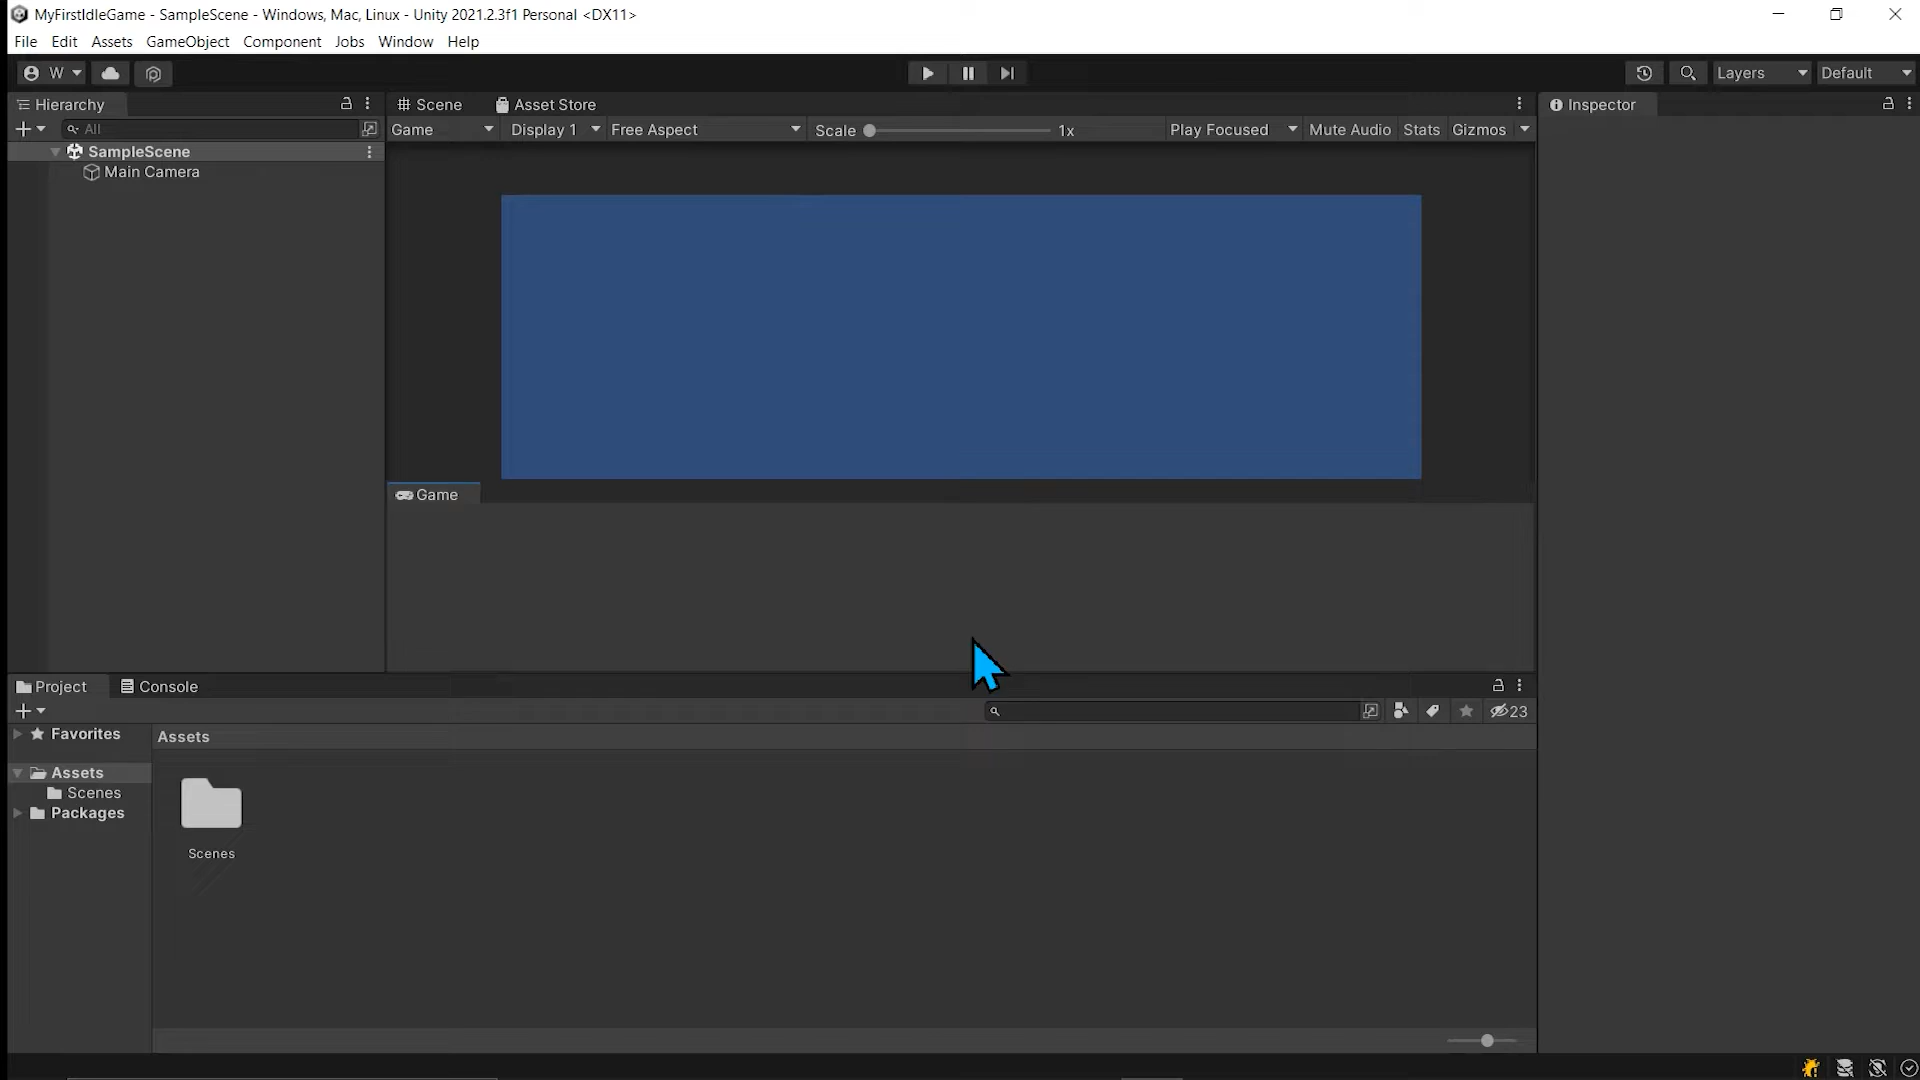 MyFirstIdleGame - SampleScene - Windows, Mac, Linux - Unity 2021.2.3f1 Personal <DX11>
File Edit Assets GameObject Component Jobs Window Help
W Layers Default
Hierarchy Scene Asset Store Inspector
All Game Display 1 Free Aspect Scale 1x Play Focused Mute Audio Stats Gizmos
SampleScene
Main Camera
Game
Project Console
23
Favorites Assets
Assets
Scenes
Packages
Scenes